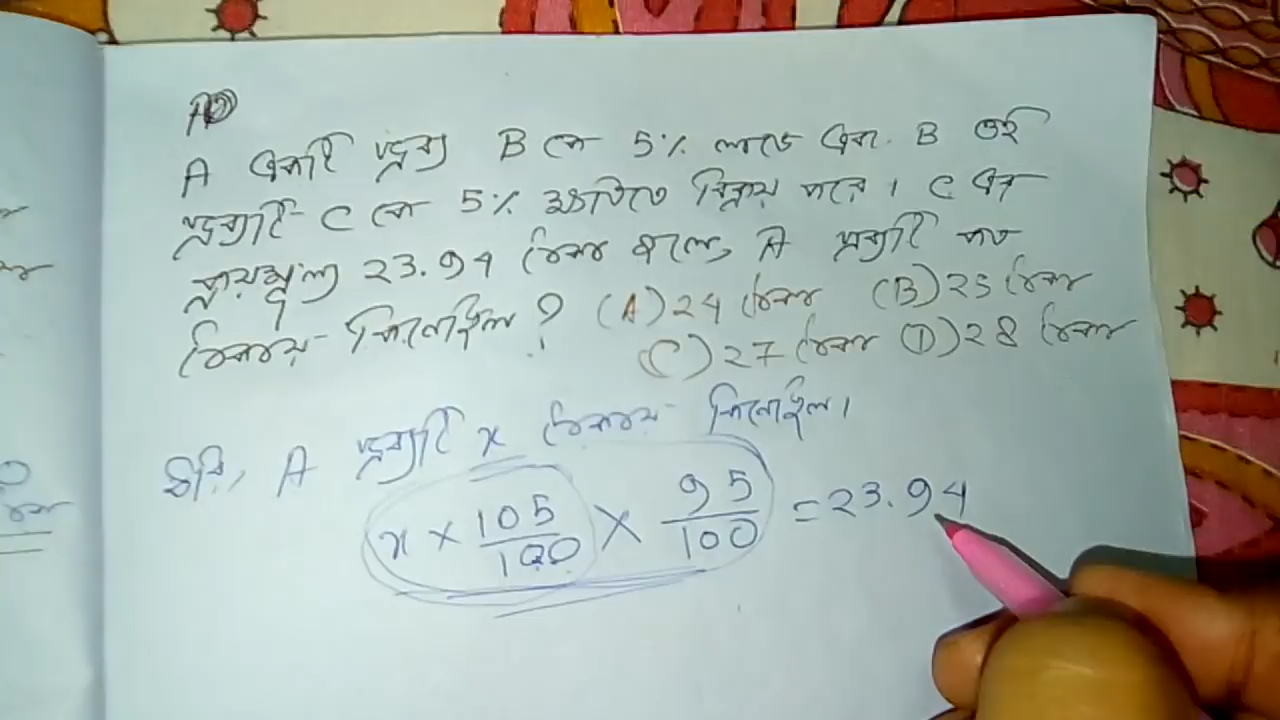 A একটি দ্রব্য B কে 5% লাভে এবং B ঐ
দ্রব্যটি C কে 5% ক্ষতিতে বিক্রয় করে। C এর
ক্রয়মূল্য 23.94 টাকা হলে, A দ্রব্যটি কত
টাকায় কিনেছিল? (A) 24 টাকা (B) 25 টাকা
(C) 27 টাকা (D) 28 টাকা
ধরি, A দ্রব্যটি x টাকায় কিনেছিল।
x × 105/100 × 95/100 = 23.94